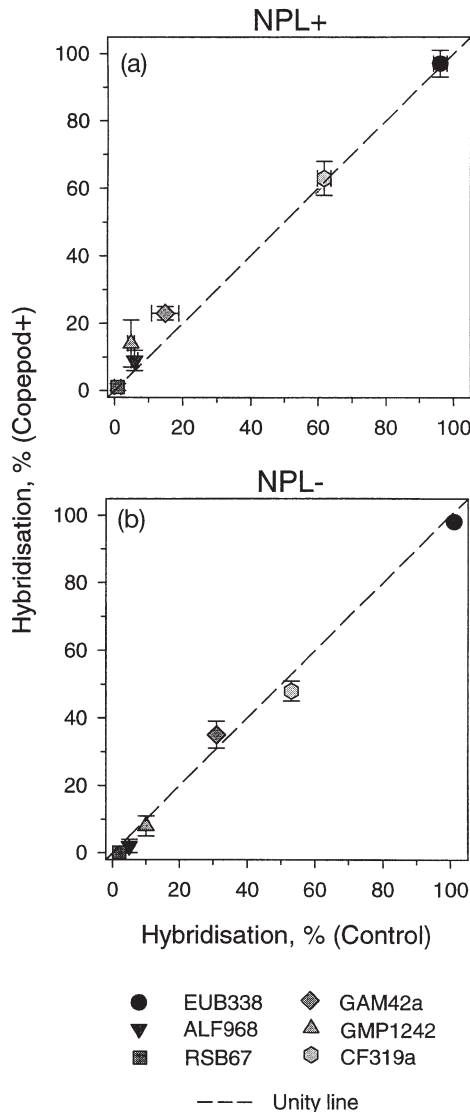 NPL+
(a)
100
80
60
40
20
0
0 20 40 60 80 100
Hybridisation, % (Copepod+)
NPL-
(b)
100
80
60
40
20
0
0 20 40 60 80 100
Hybridisation, % (Control)
EUB338 GAM42a
ALF968 GMP1242
RSB67 CF319a
Unity line